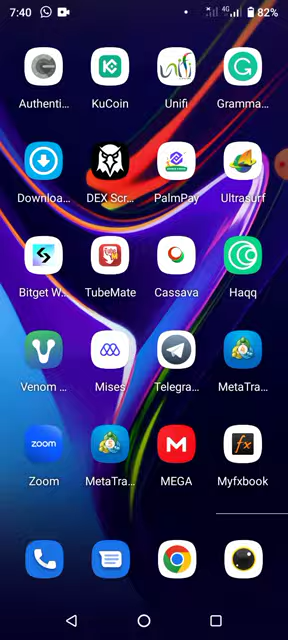 7:40 4G 82%
Authenti... KuCoin Unifi Gramma...
Downloa... DEX Scr... PalmPay Ultrasurf
Bitget W... TubeMate Cassava Haqq
Venom ... Mises Telegra... MetaTra...
zoom
Zoom MetaTra... MEGA Myfxbook